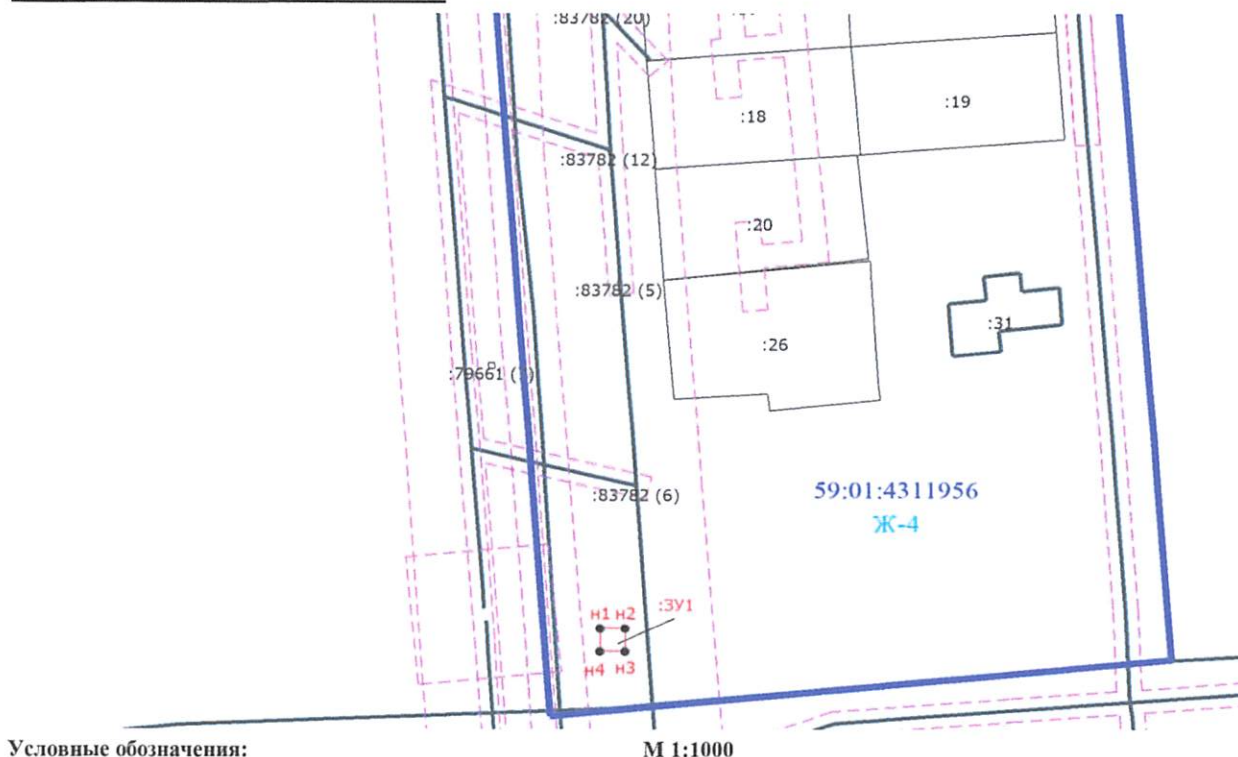 :83782 (20)
:18
:19
:83782 (12)
:20
:83782 (5)
:31
:26
:79661 ( )
:83782 (6)
59:01:4311956
Ж-4
н1 н2
:ЗУ1
н4 н3
Условные обозначения:
М 1:1000